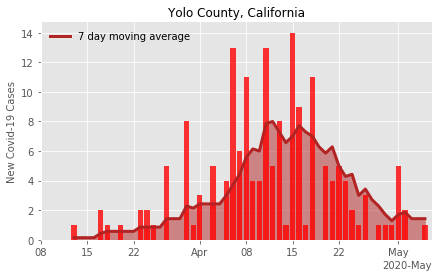 Yolo County, California
7 day moving average
New Covid-19 Cases
14
12
10
8
6
4
2
0
08 15 22 Apr 08 15 22 May
2020-May